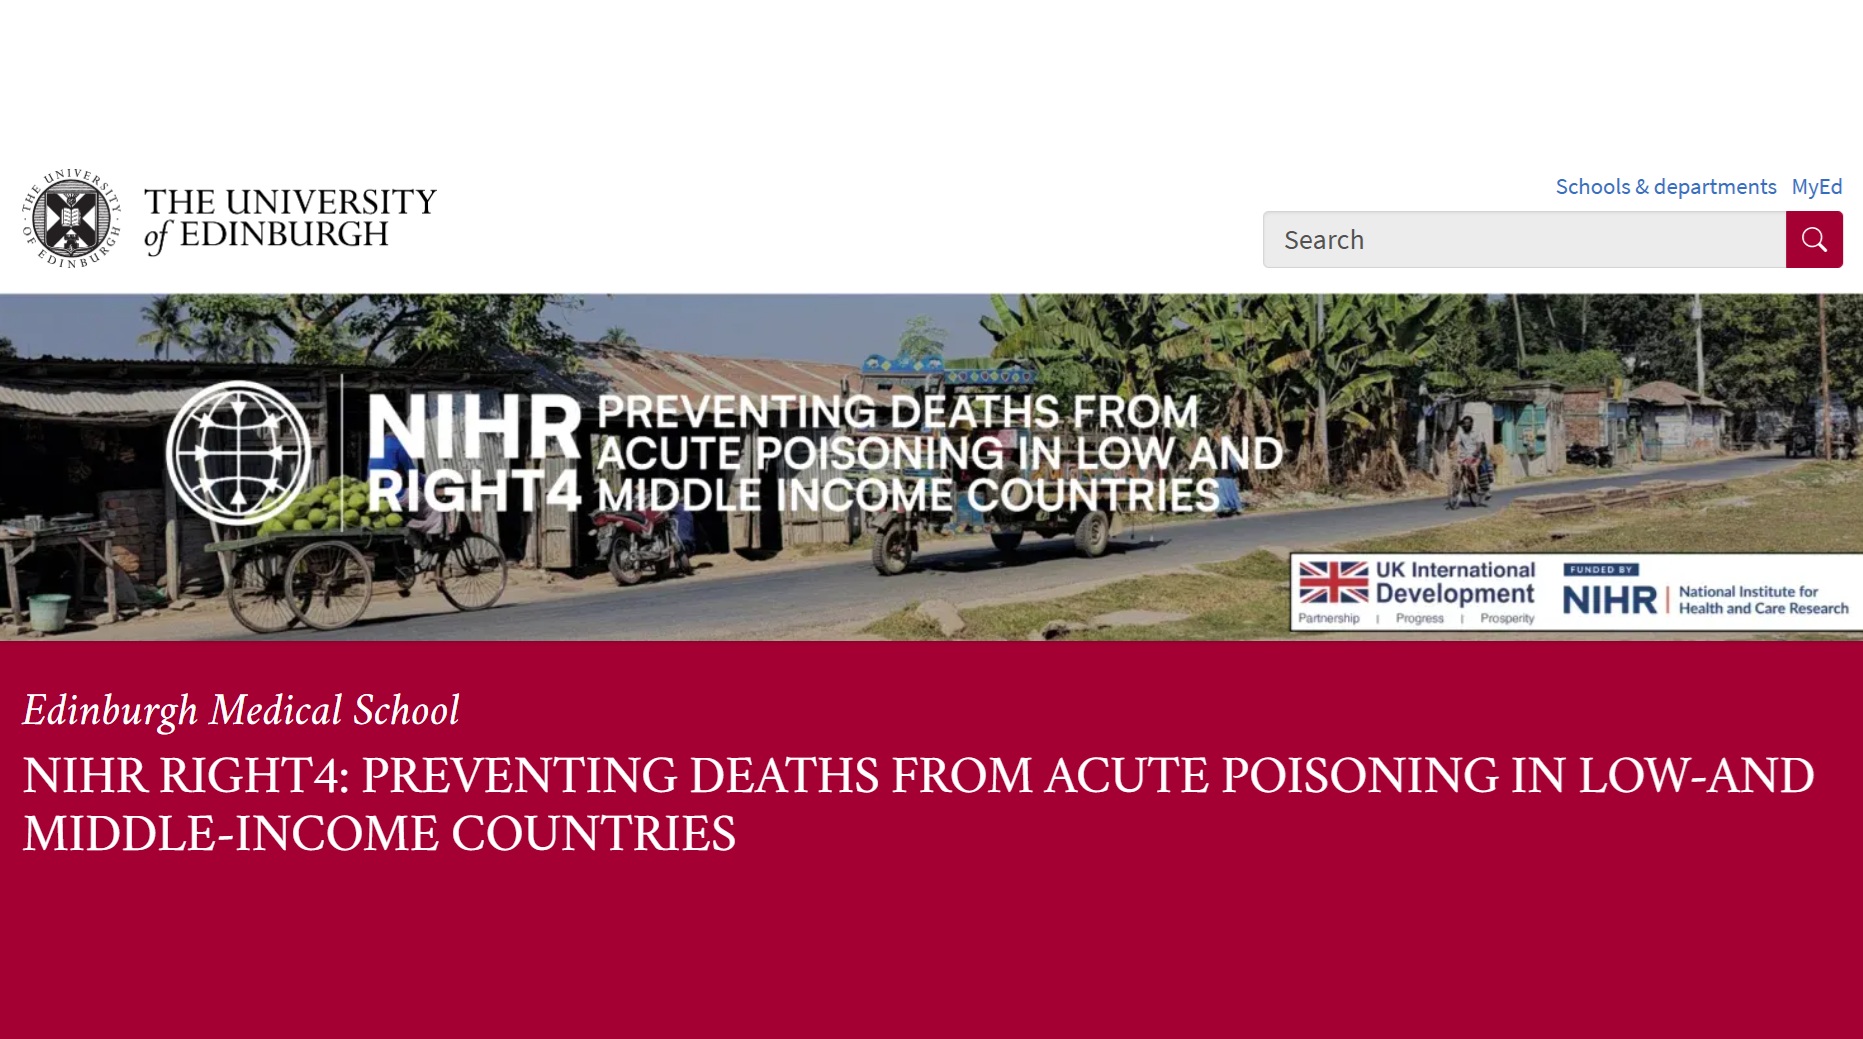 THE UNIVERSITY OF EDINBURGH
THE UNIVERSITY
of EDINBURGH
Schools & departments MyEd
Search
NIHR
RIGHT4
PREVENTING DEATHS FROM
ACUTE POISONING IN LOW AND
MIDDLE INCOME COUNTRIES
UK International
Development
Partnership | Progress | Prosperity
FUNDED BY
NIHR | National Institute for
Health and Care Research
Edinburgh Medical School
NIHR RIGHT4: PREVENTING DEATHS FROM ACUTE POISONING IN LOW-AND
MIDDLE-INCOME COUNTRIES